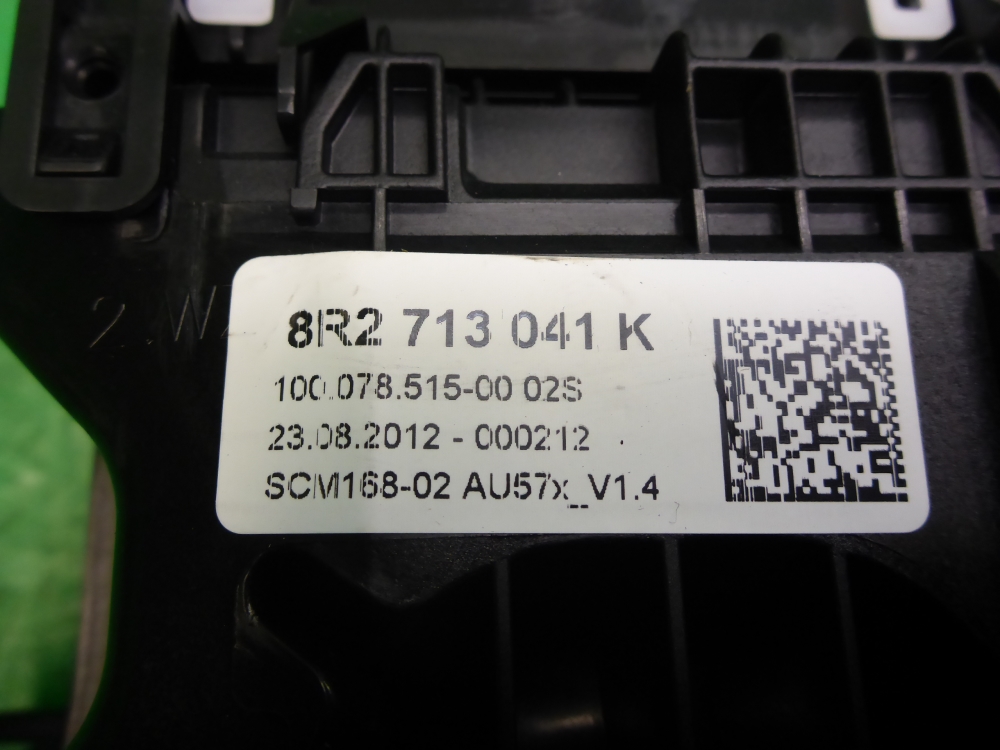 8R2 713 041 K
100.078.515-00 02S
23.08.2012 - 000212
SCM168-02 AU57x_V1.4